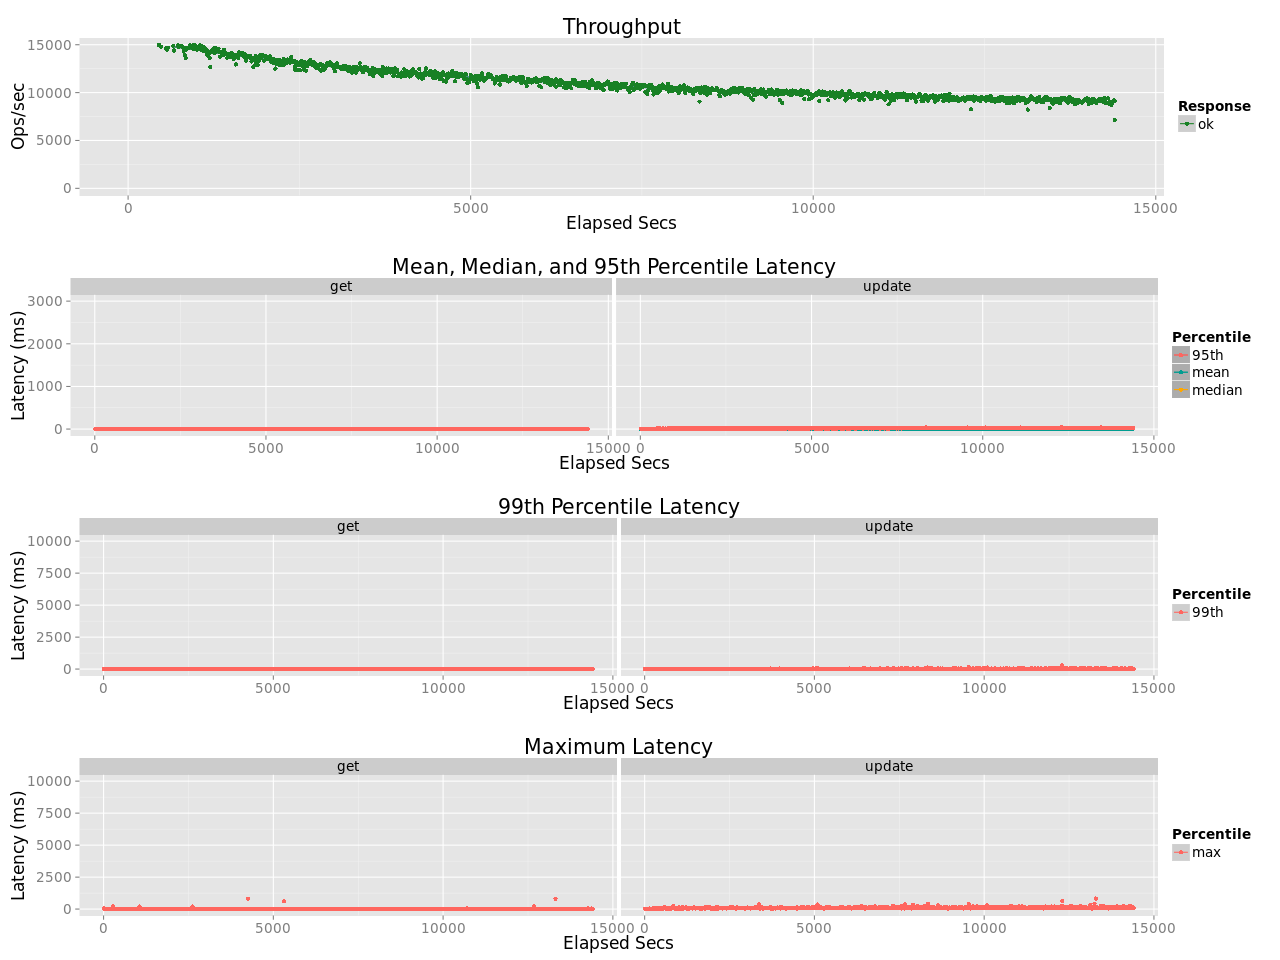 Throughput
15000
10000
5000
0
Ops/sec
0 5000 10000 15000
Elapsed Secs
Response
ok
Mean, Median, and 95th Percentile Latency
get update
3000
2000
1000
0
Latency (ms)
0 5000 10000 15000 0 5000 10000 15000
Elapsed Secs
Percentile
95th
mean
median
99th Percentile Latency
get update
10000
7500
5000
2500
0
Latency (ms)
0 5000 10000 15000 0 5000 10000 15000
Elapsed Secs
Percentile
99th
Maximum Latency
get update
10000
7500
5000
2500
0
Latency (ms)
0 5000 10000 15000 0 5000 10000 15000
Elapsed Secs
Percentile
max